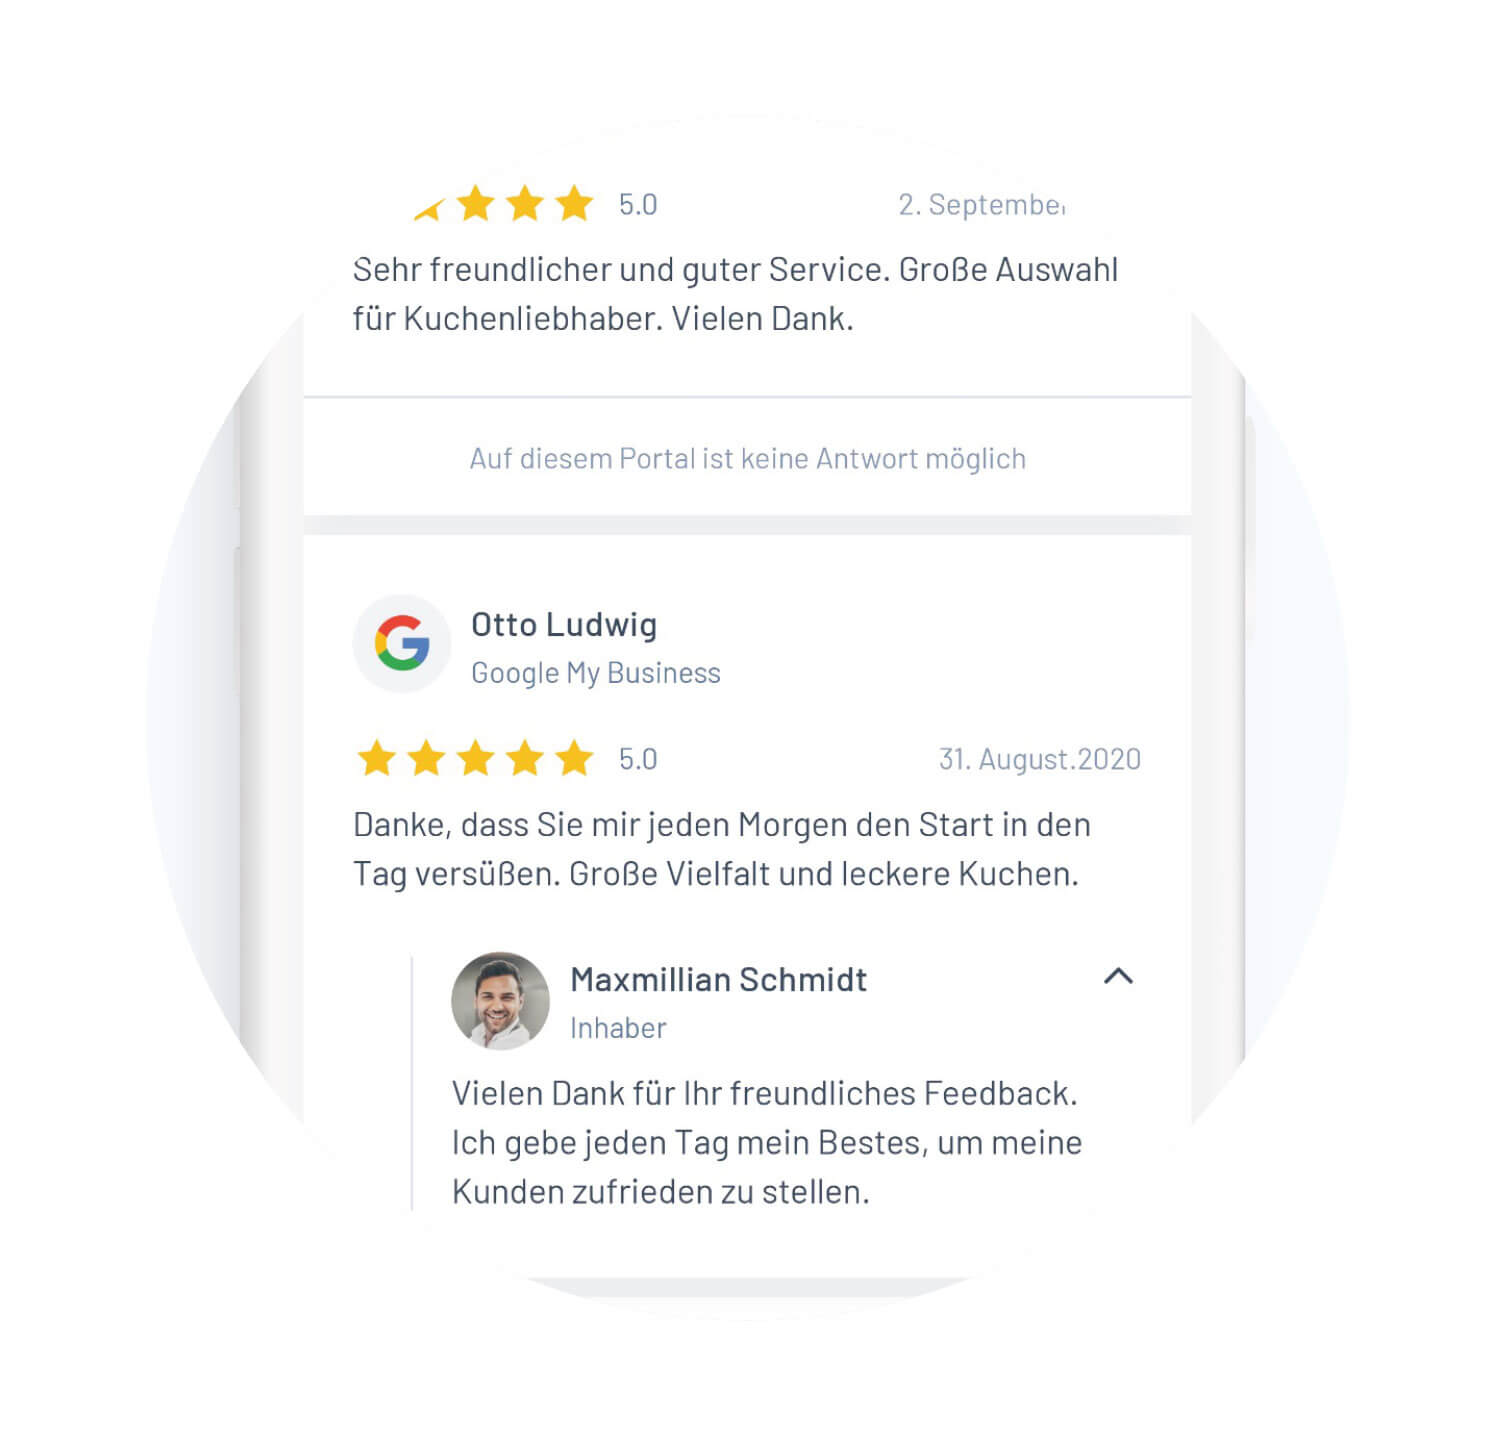 5.0
2. September
Sehr freundlicher und guter Service. Große Auswahl
für Kuchenliebhaber. Vielen Dank.
Auf diesem Portal ist keine Antwort möglich
Otto Ludwig
Google My Business
5.0
31. August.2020
Danke, dass Sie mir jeden Morgen den Start in den
Tag versüßen. Große Vielfalt und leckere Kuchen.
Maxmillian Schmidt
Inhaber
Vielen Dank für Ihr freundliches Feedback.
Ich gebe jeden Tag mein Bestes, um meine
Kunden zufrieden zu stellen.